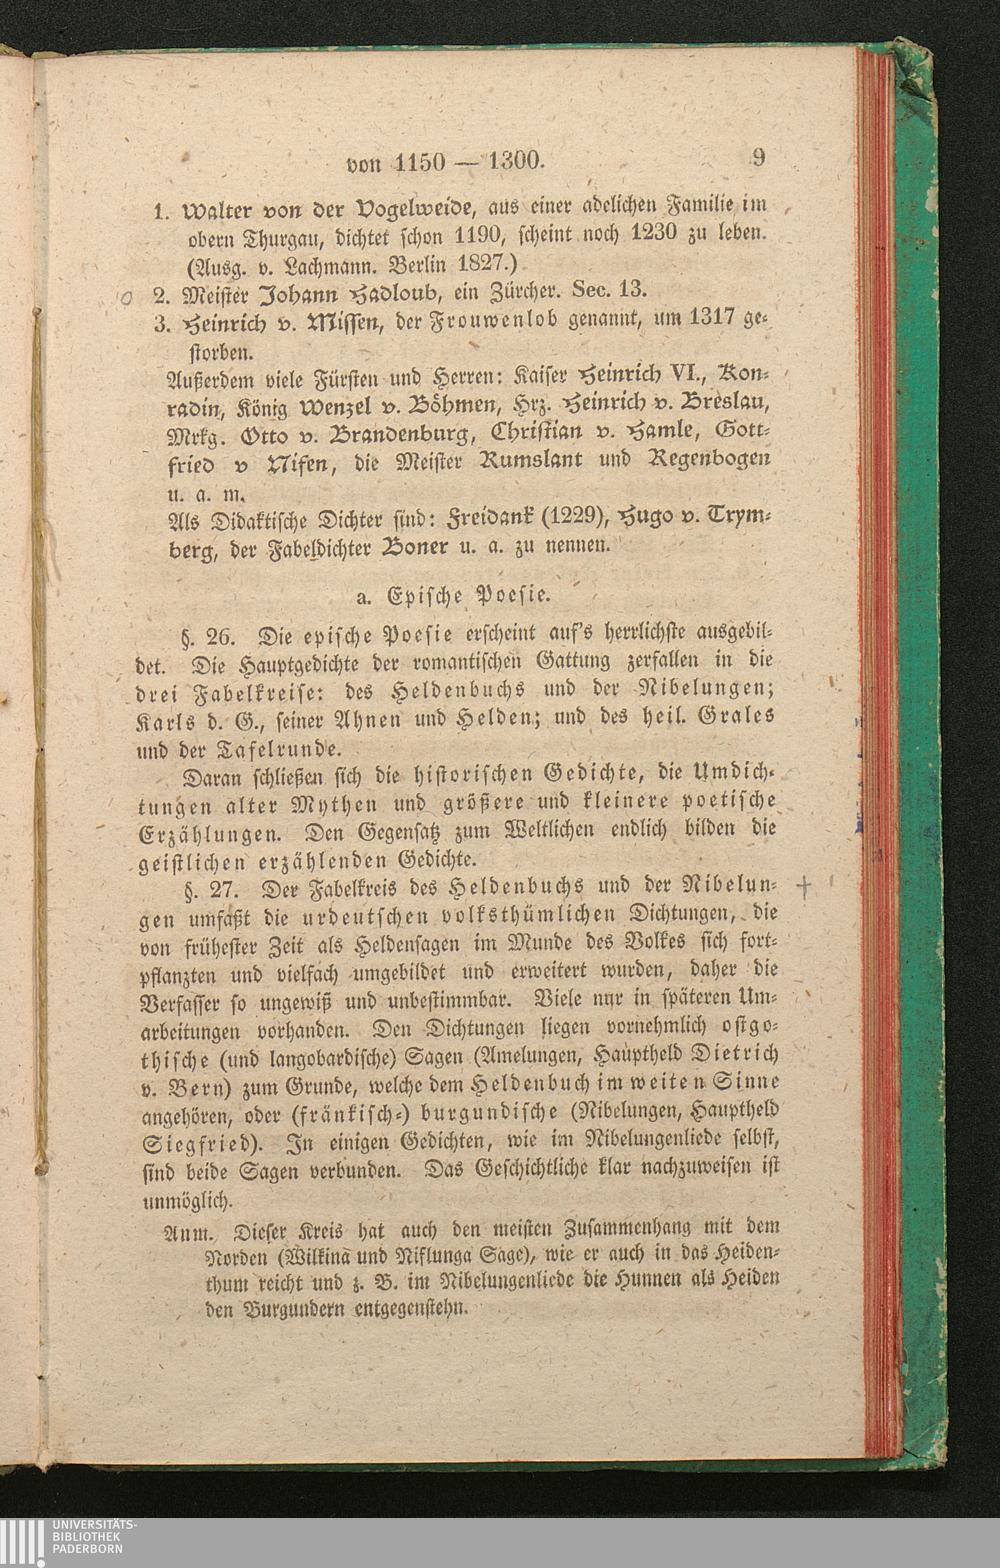 von 1150 — 1300. 9
1. Walter von der Vogelweide, aus einer adelichen Familie im
obern Thurgau, dichtet schon 1190, scheint noch 1230 zu leben.
(Ausg. v. Lachmann. Berlin 1827.)
2. Meister Johann Hadloub, ein Zürcher. Sec. 13.
3. Heinrich v. Missen, der Frouwenlob genannt, um 1317 ge-
storben.
Außerdem viele Fürsten und Herren: Kaiser Heinrich VI., Kon-
radin, König Wenzel v. Böhmen, Hrz. Heinrich v. Breslau,
Mrkg. Otto v. Brandenburg, Christian v. Hamle, Gott-
fried v Nifen, die Meister Rumslant und Regenbogen
u. a. m.
Als Didaktische Dichter sind: Freidank (1229), Hugo v. Trym-
berg, der Fabeldichter Boner u. a. zu nennen.
a. Epische Poesie.
§. 26. Die epische Poesie erscheint auf's herrlichste ausgebil-
det. Die Hauptgedichte der romantischen Gattung zerfallen in die
drei Fabelkreise: des Heldenbuchs und der Nibelungen;
Karls d. G., seiner Ahnen und Helden; und des heil. Grales
und der Tafelrunde.
Daran schließen sich die historischen Gedichte, die Umdich-
tungen alter Mythen und größere und kleinere poetische
Erzählungen. Den Gegensatz zum Weltlichen endlich bilden die
geistlichen erzählenden Gedichte.
§. 27. Der Fabelkreis des Heldenbuchs und der Nibelun-
gen umfaßt die urdeutschen volksthümlichen Dichtungen, die
von frühester Zeit als Heldensagen im Munde des Volkes sich fort-
pflanzten und vielfach umgebildet und erweitert wurden, daher die
Verfasser so ungewiß und unbestimmbar. Viele nur in späteren Um-
arbeitungen vorhanden. Den Dichtungen liegen vornehmlich ostgo-
thische (und langobardische) Sagen (Amelungen, Hauptheld Dietrich
v. Bern) zum Grunde, welche dem Heldenbuch im weiten Sinne
angehören, oder (fränkisch-) burgundische (Nibelungen, Hauptheld
Siegfried). In einigen Gedichten, wie im Nibelungenliede selbst,
sind beide Sagen verbunden. Das Geschichtliche klar nachzuweisen ist
unmöglich.
Anm. Dieser Kreis hat auch den meisten Zusammenhang mit dem
Norden (Wilkina und Niflunga Sage), wie er auch in das Heiden-
thum reicht und z. B. im Nibelungenliede die Hunnen als Heiden
den Burgundern entgegenstehn.
UNIVERSITÄTS-
BIBLIOTHEK
PADERBORN